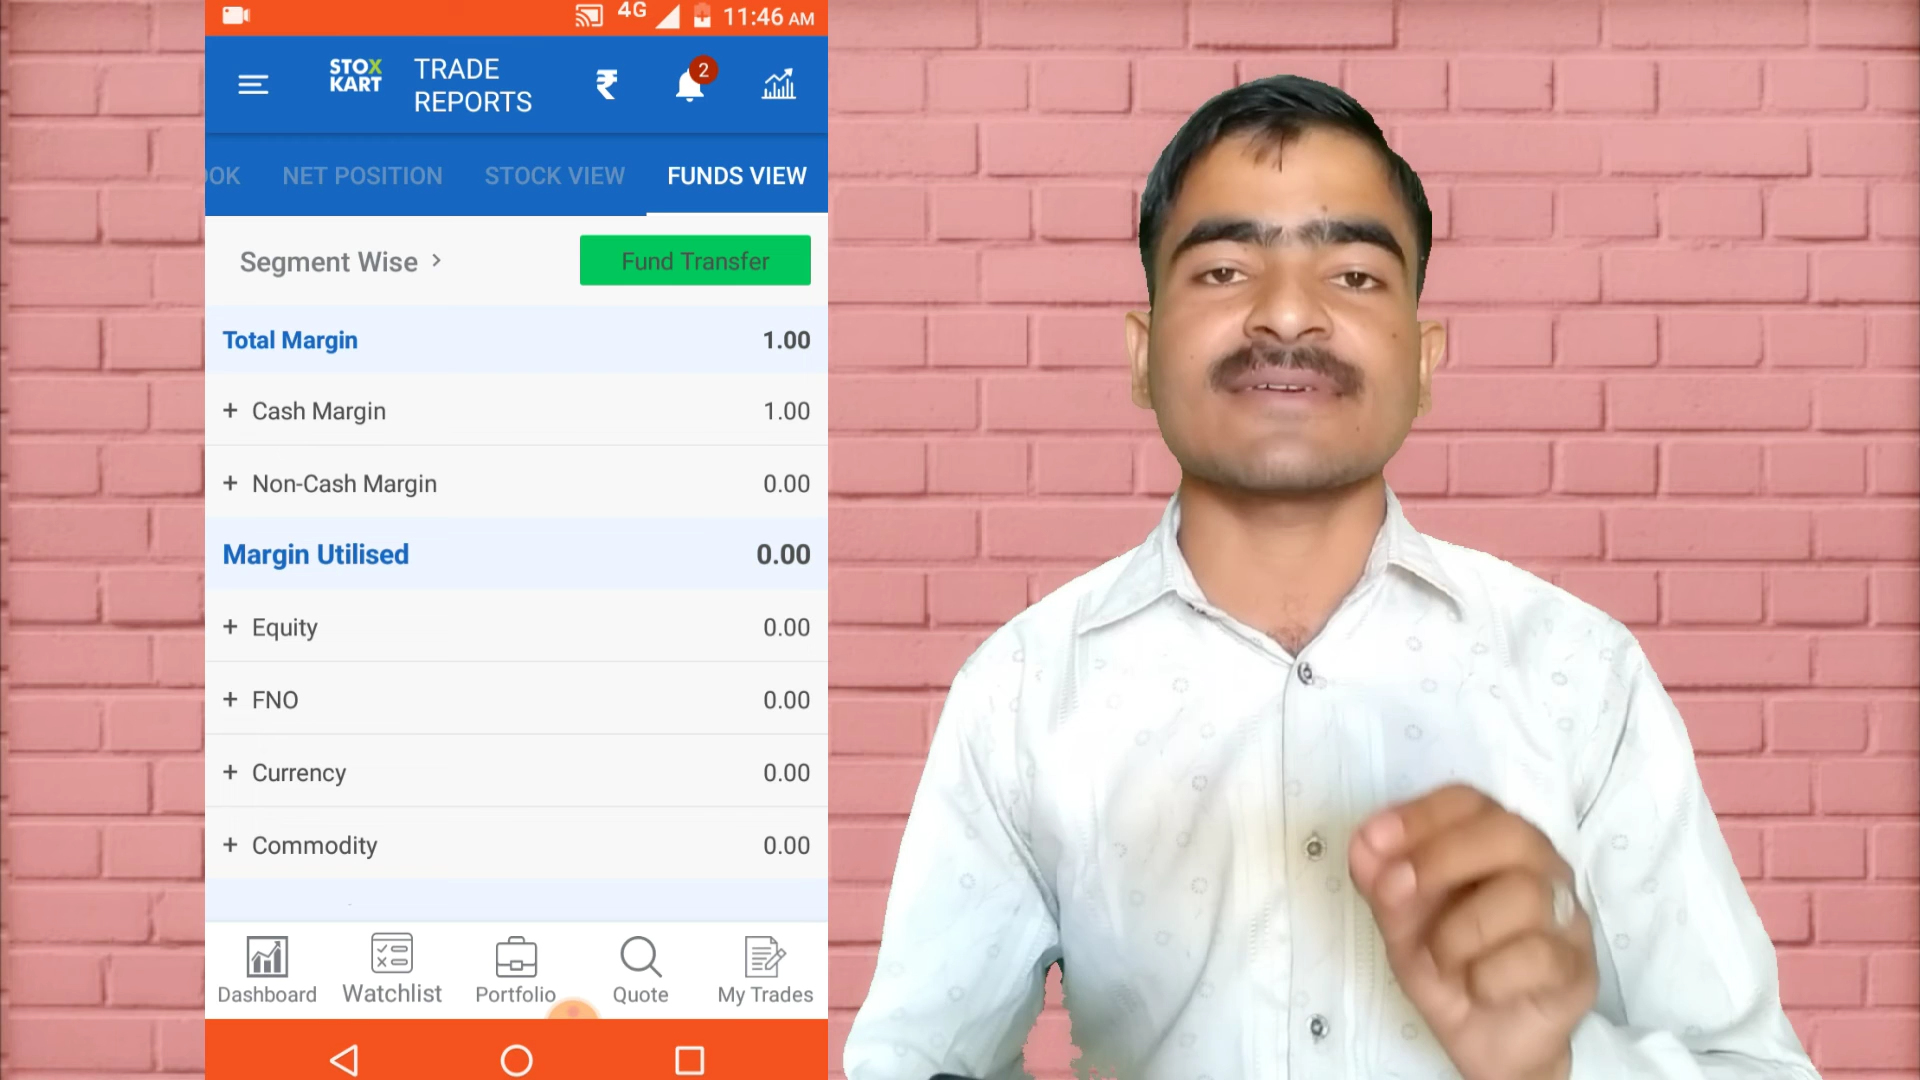 4G 11:46 AM
STOX
KART
TRADE
REPORTS
2
OOK NET POSITION STOCK VIEW FUNDS VIEW
Segment Wise > Fund Transfer
Total Margin 1.00
+ Cash Margin 1.00
+ Non-Cash Margin 0.00
Margin Utilised 0.00
+ Equity 0.00
+ FNO 0.00
+ Currency 0.00
+ Commodity 0.00
Dashboard Watchlist Portfolio Quote My Trades